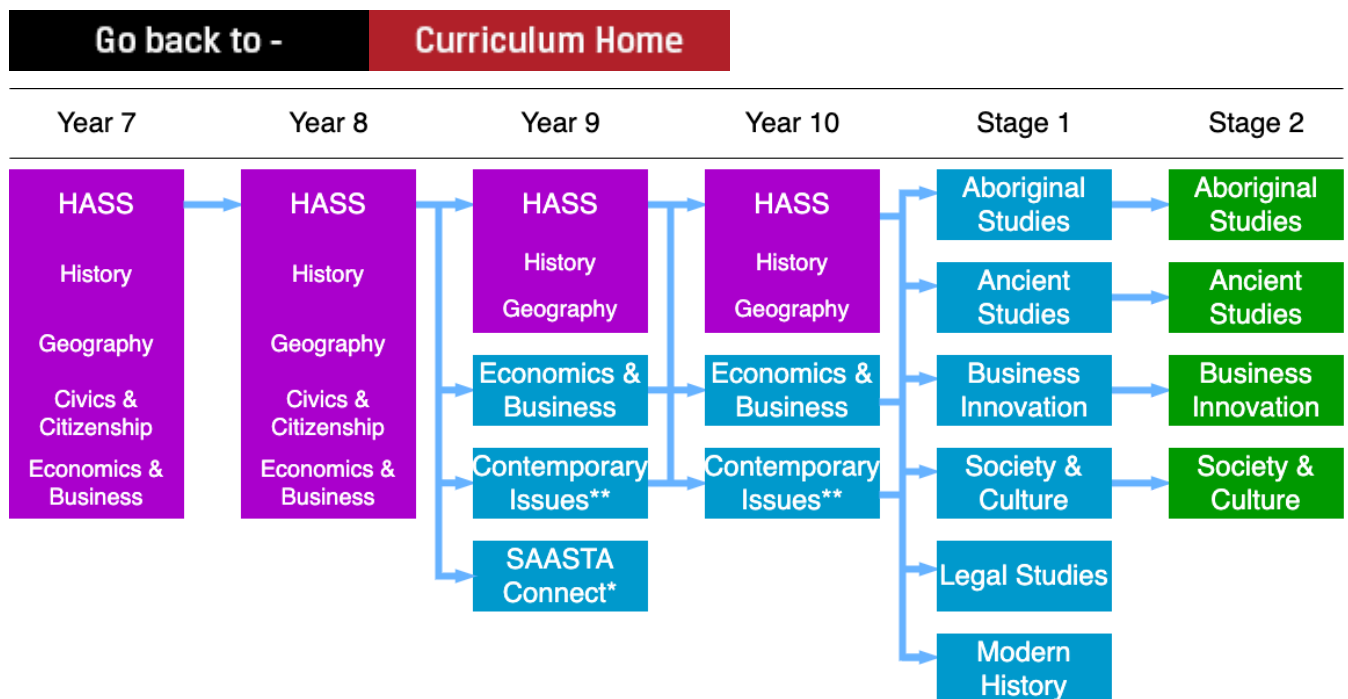 Go back to - Curriculum Home
Year 7 Year 8 Year 9 Year 10 Stage 1 Stage 2
HASS
History
Geography
Civics &
Citizenship
Economics &
Business
HASS
History
Geography
Civics &
Citizenship
Economics &
Business
HASS
History
Geography
Economics &
Business
Contemporary
Issues**
SAASTA
Connect*
HASS
History
Geography
Economics &
Business
Contemporary
Issues**
Aboriginal
Studies
Ancient
Studies
Business
Innovation
Society &
Culture
Legal Studies
Modern
History
Aboriginal
Studies
Ancient
Studies
Business
Innovation
Society &
Culture